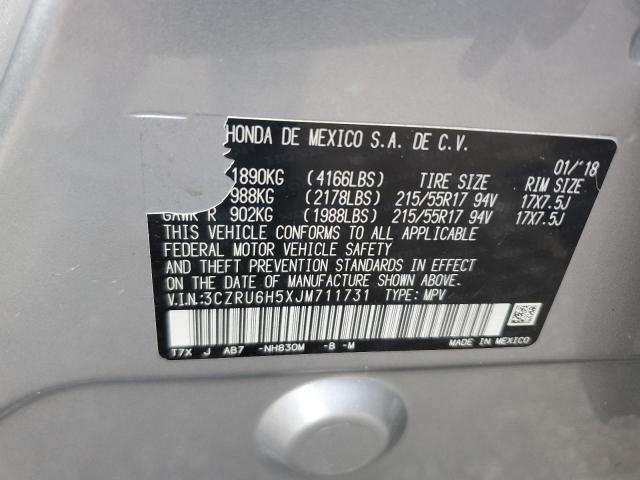 HONDA DE MEXICO S.A. DE C.V.
01/'18
1890KG (4166LBS) TIRE SIZE RIM SIZE
988KG (2178LBS) 215/55R17 94V 17X7.5J
GAWR R 902KG (1988LBS) 215/55R17 94V 17X7.5J
THIS VEHICLE CONFORMS TO ALL APPLICABLE
FEDERAL MOTOR VEHICLE SAFETY
AND THEFT PREVENTION STANDARDS IN EFFECT
ON THE DATE OF MANUFACTURE SHOWN ABOVE.
V.I.N.:3CZRU6H5XJM711731 TYPE: MPV
T7X J AB7 -NH830M -B -M
MADE IN MEXICO